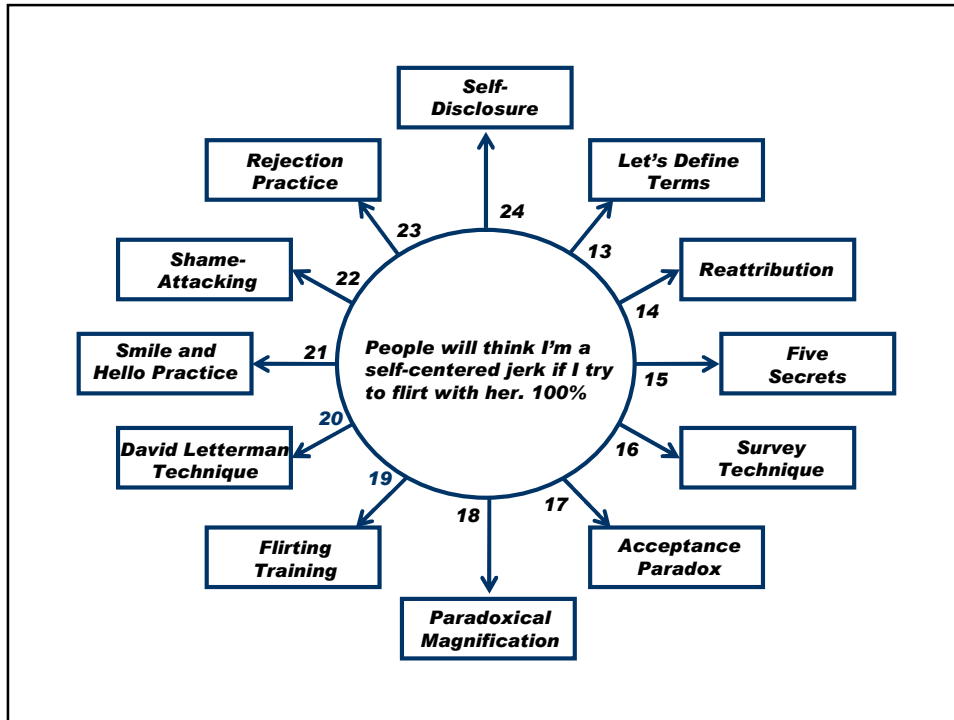 Self-
Disclosure
Rejection
Practice
Let's Define
Terms
23
24
13
Shame-
Attacking
22
Reattribution
14
Smile and
Hello Practice
21
People will think I'm a
self-centered jerk if I try
to flirt with her. 100%
Five
Secrets
15
20
David Letterman
Technique
16
Survey
Technique
19
18
17
Flirting
Training
Acceptance
Paradox
Paradoxical
Magnification